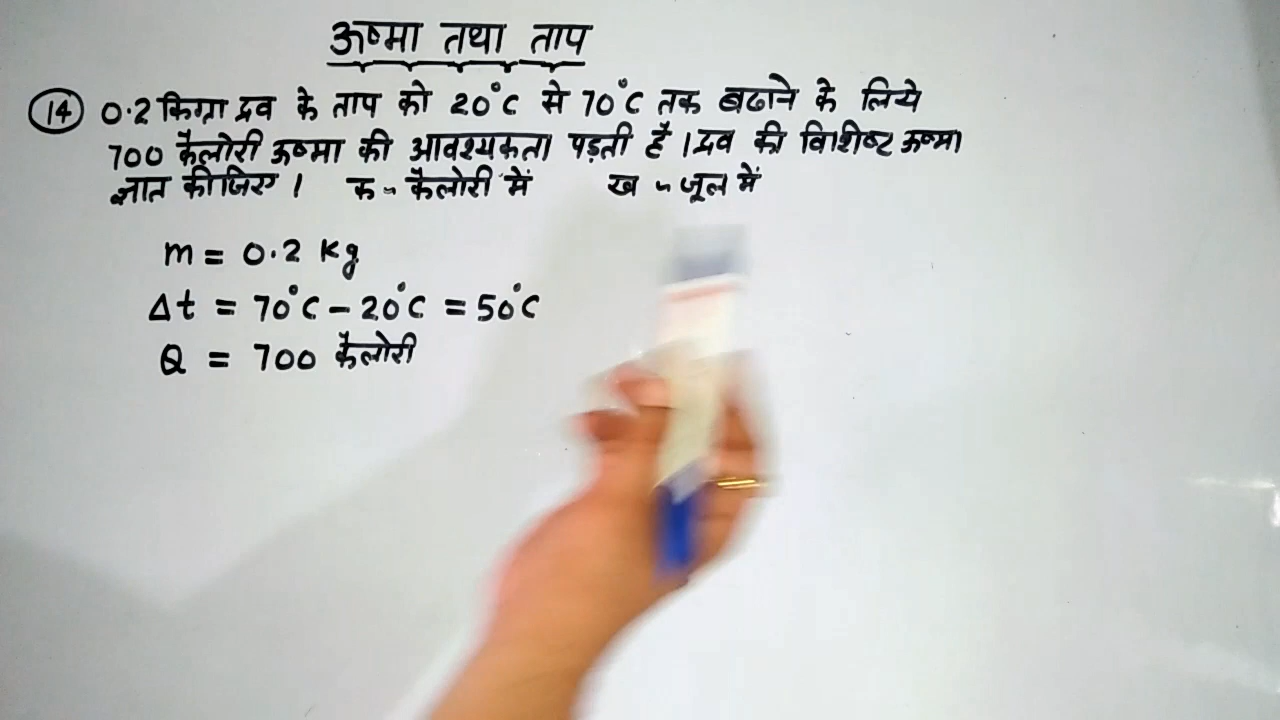 ऊष्मा तथा ताप
14 0.2 किग्रा द्रव के ताप को 20°C से 70°C तक बढाने के लिये
700 कैलोरी ऊष्मा की आवश्यकता पड़ती है । द्रव की विशिष्ट ऊष्मा
ज्ञात कीजिए । क - कैलोरी में ख - जूल में
m = 0.2 kg
Δt = 70°C - 20°C = 50°C
Q = 700 कैलोरी